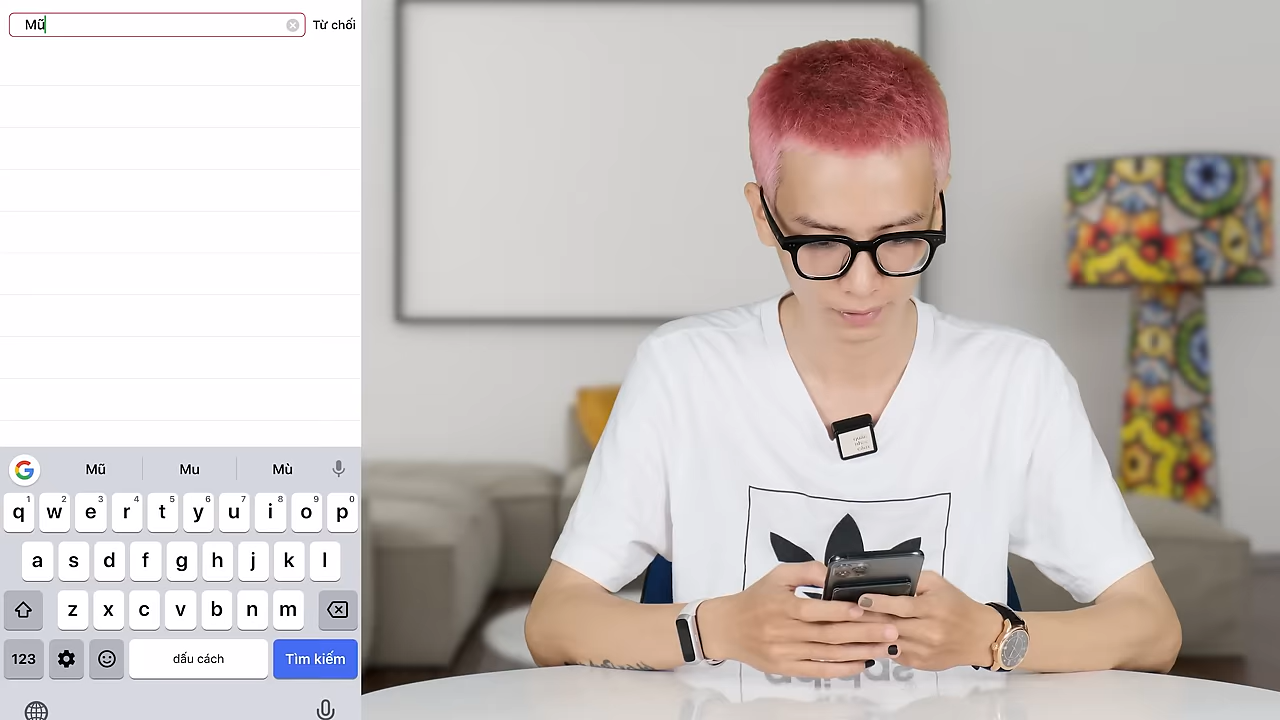 Mũ Từ chối
Mũ Mu Mù
1 2 3 4 5 6 7 8 9 0
q w e r t y u i o p
a s d f g h j k l
z x c v b n m
123 dấu cách Tìm kiếm